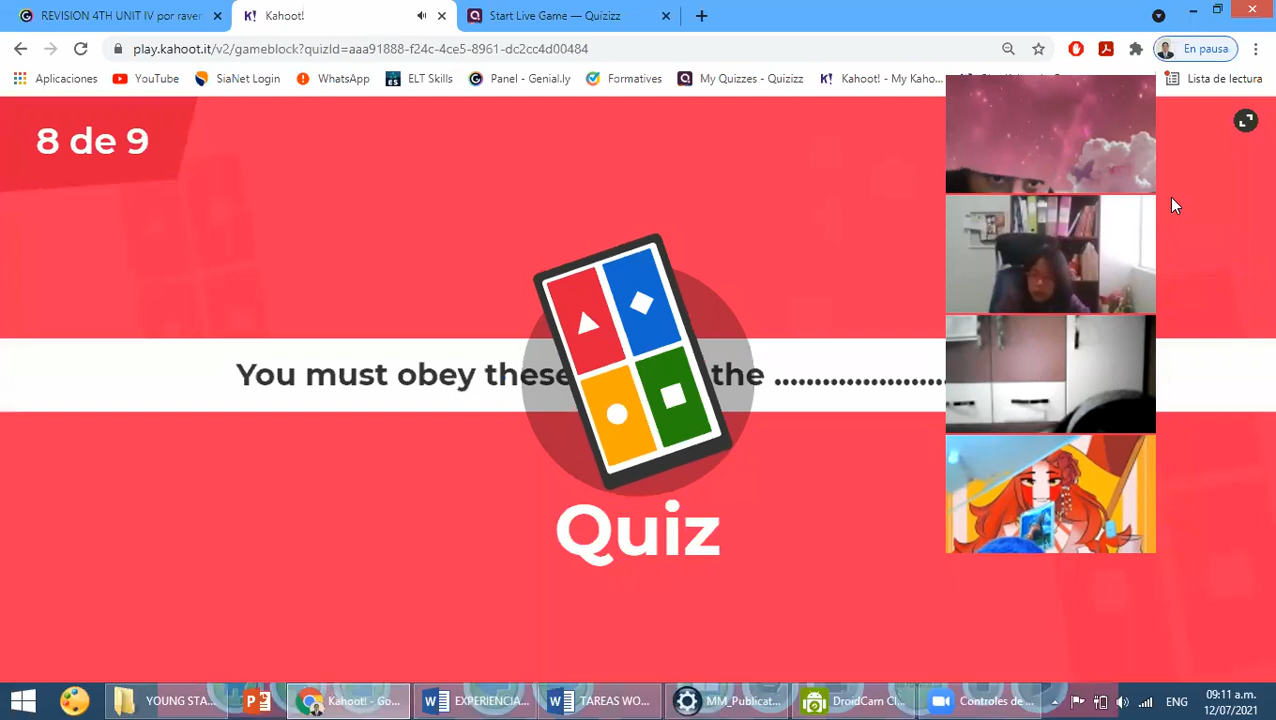 REVISION 4TH UNIT IV por raver
Kahoot!
Start Live Game — Quizizz
play.kahoot.it/v2/gameblock?quizId=aaa91888-f24c-4ce5-8961-dc2cc4d00484
En pausa
Aplicaciones
YouTube
SiaNet Login
WhatsApp
ELT Skills
Panel - Genial.ly
Formatives
My Quizzes - Quizizz
Kahoot! - My Kaho...
Lista de lectura
8 de 9
You must obey these the ........................
Quiz
YOUNG STA...
Kahoot! - Go...
EXPERIENCIA...
TAREAS WO...
MM_Publicat...
DroidCam Cl...
Controles de ...
ENG
09:11 a.m.
12/07/2021